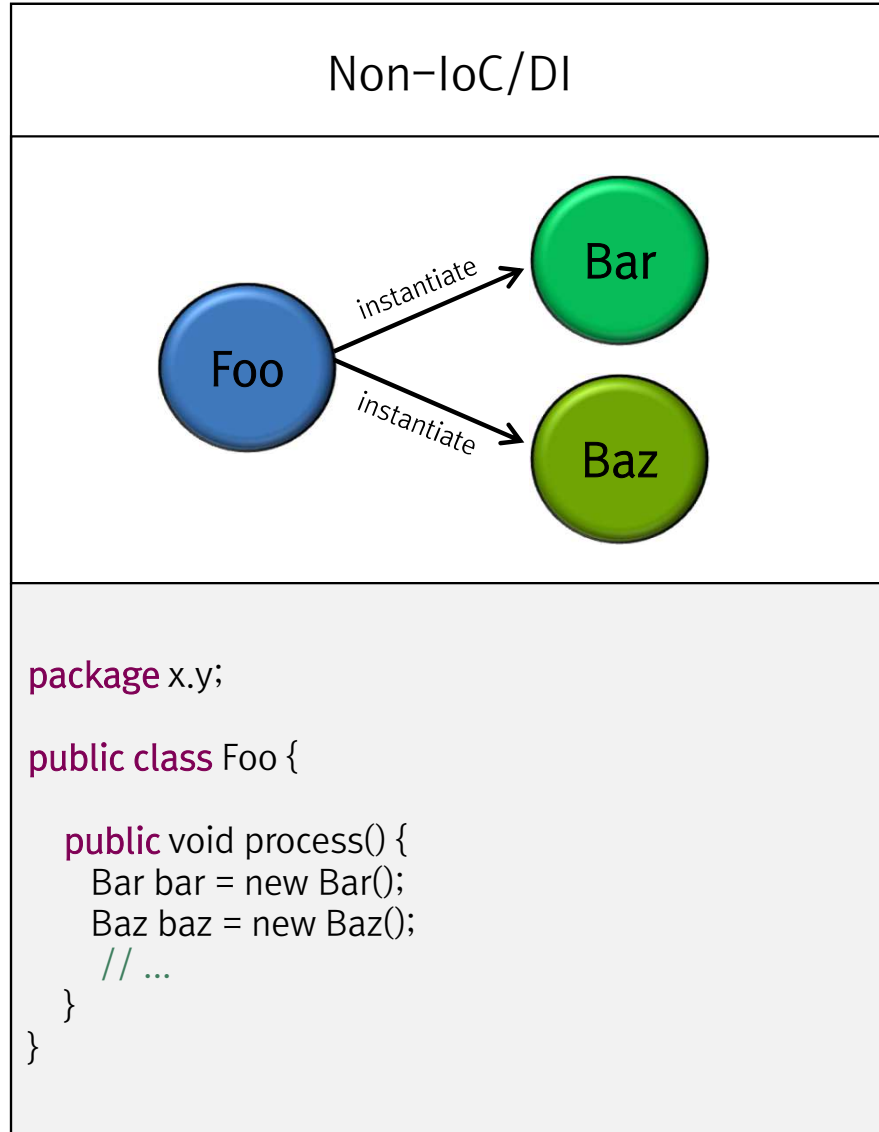 Non-IoC/DI
instantiate
Bar
Foo
instantiate
Baz
package x.y;
public class Foo {
public void process() {
Bar bar = new Bar();
Baz baz = new Baz();
// ...
}
}